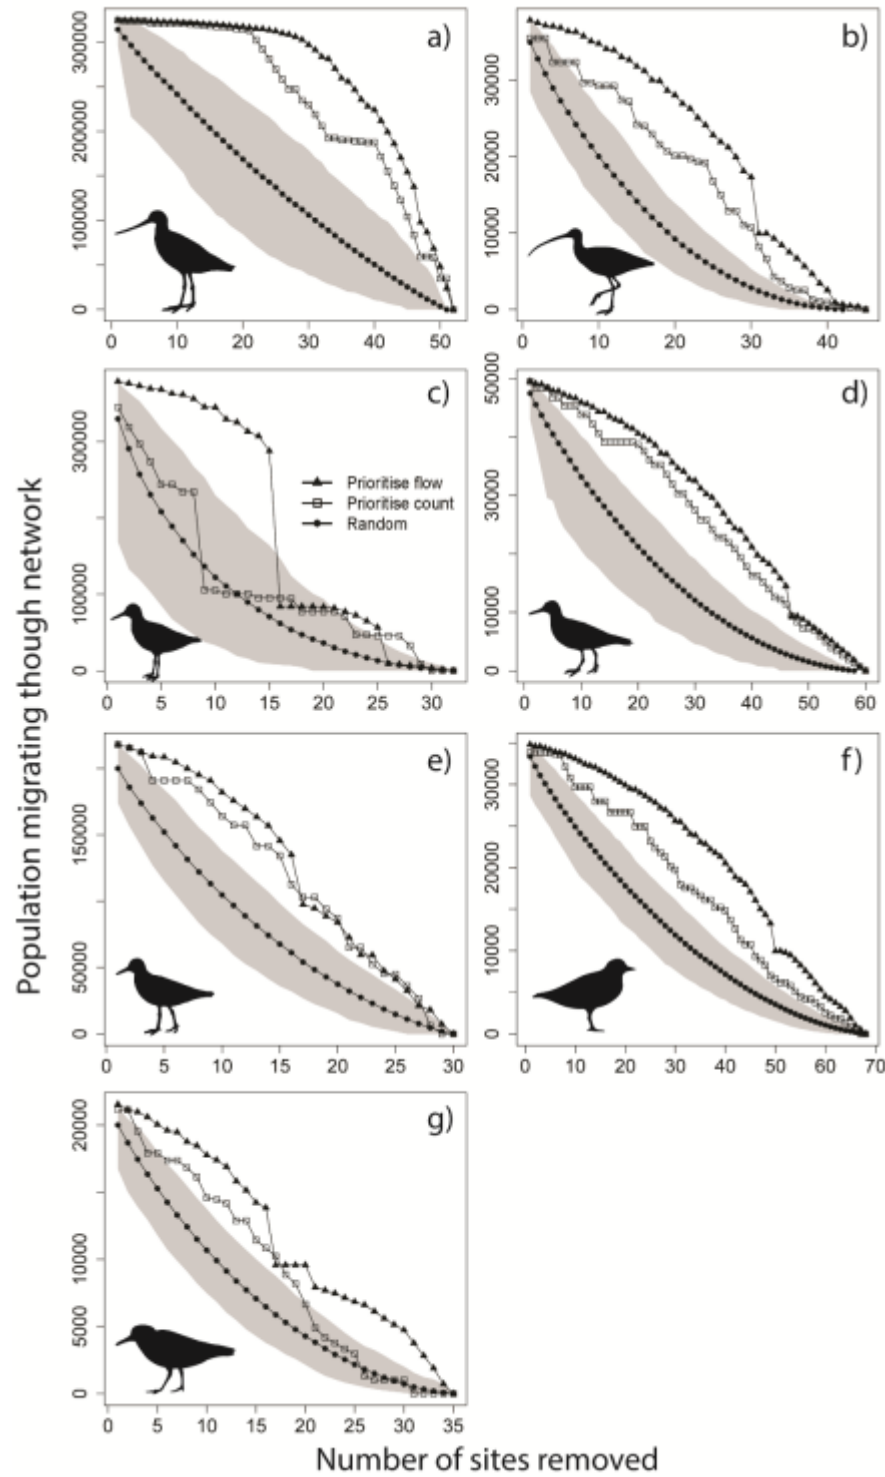 a)
300000
200000
100000
0
0 10 20 30 40 50
b)
30000
20000
10000
0
0 10 20 30 40
c)
300000
100000
0
0 5 10 15 20 25 30
Prioritise flow
Prioritise count
Random
d)
50000
30000
10000
0
0 10 20 30 40 50 60
e)
150000
50000
0
5 10 15 20 25 30
f)
30000
20000
10000
0
0 10 20 30 40 50 60 70
g)
20000
10000
5000
0
5 10 15 20 25 30 35
Population migrating though network
Number of sites removed